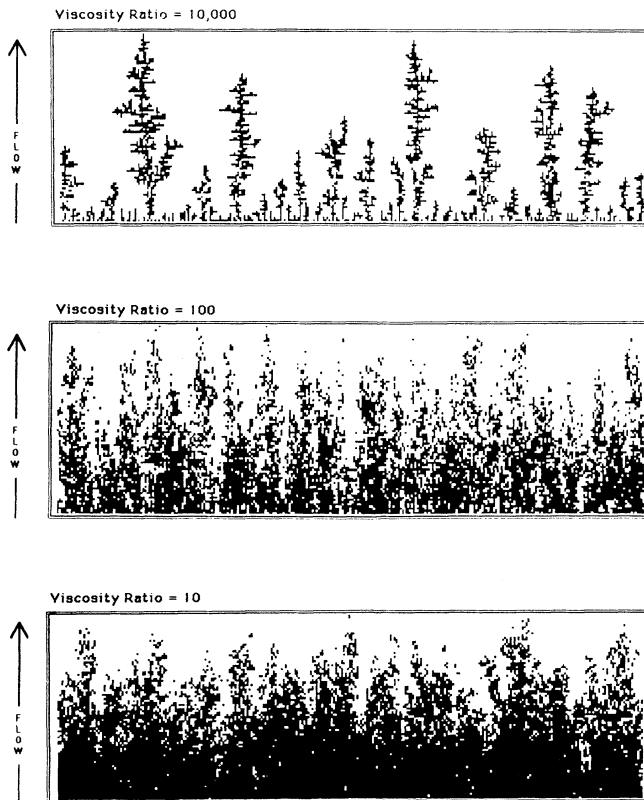 Viscosity Ratio = 10,000
FLOW
Viscosity Ratio = 100
FLOW
Viscosity Ratio = 10
FLOW